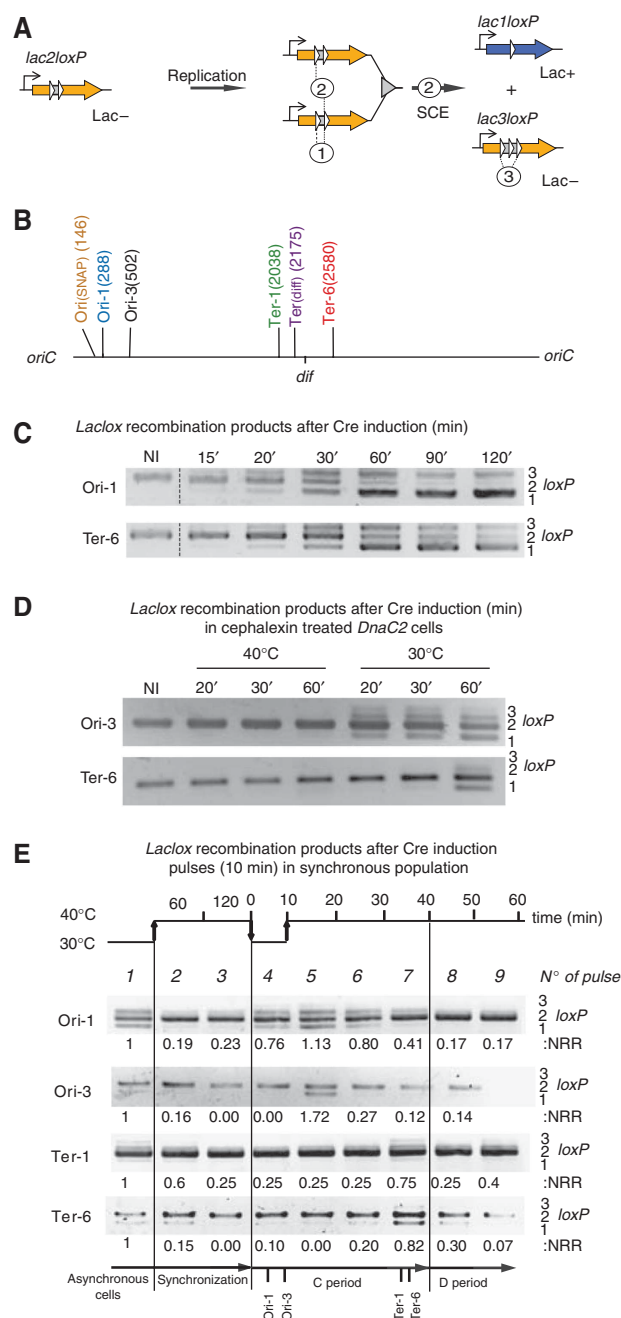 A
lac2loxP
Lac–
Replication
2
1
2
SCE
lac1loxP
Lac+
+
lac3loxP
3
Lac–
B
Ori(SNAP) (146)
Ori-1(288)
Ori-3(502)
Ter-1(2038)
Ter(diff) (2175)
Ter-6(2580)
oriC
dif
oriC
C
Laclox recombination products after Cre induction (min)
NI 15′ 20′ 30′ 60′ 90′ 120′
Ori-1 3 2 1 loxP
Ter-6 3 2 1 loxP
D
Laclox recombination products after Cre induction (min)
in cephalexin treated DnaC2 cells
40°C 30°C
NI 20′ 30′ 60′ 20′ 30′ 60′
Ori-3 3 2 1 loxP
Ter-6 3 2 1 loxP
E
Laclox recombination products after Cre induction
pulses (10 min) in synchronous population
60 120 0 10 20 30 40 50 60 time (min)
40°C
30°C
1 2 3 4 5 6 7 8 9 N° of pulse
Ori-1 3 2 1 loxP
1 0.19 0.23 0.76 1.13 0.80 0.41 0.17 0.17 :NRR
Ori-3 3 2 1 loxP
1 0.16 0.00 0.00 1.72 0.27 0.12 0.14 :NRR
Ter-1 3 2 1 loxP
1 0.6 0.25 0.25 0.25 0.25 0.75 0.25 0.4 :NRR
Ter-6 3 2 1 loxP
1 0.15 0.00 0.10 0.00 0.20 0.82 0.30 0.07 :NRR
Asynchronous cells
Synchronization
C period
D period
Ori-1
Ori-3
Ter-1
Ter-6